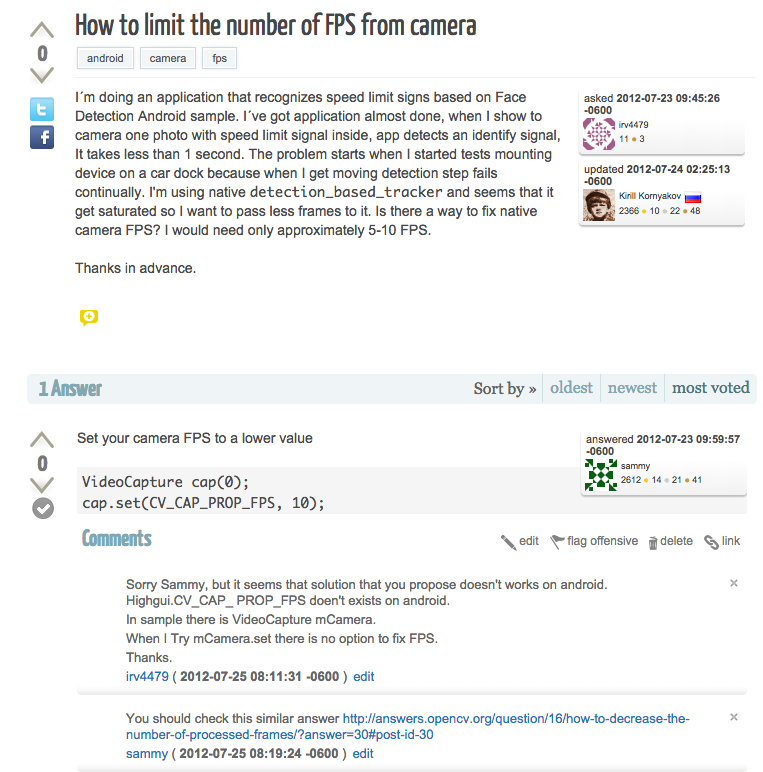 How to limit the number of FPS from camera
0
android camera fps
I´m doing an application that recognizes speed limit signs based on Face
Detection Android sample. I´ve got application almost done, when I show to
camera one photo with speed limit signal inside, app detects an identify signal,
It takes less than 1 second. The problem starts when I started tests mounting
device on a car dock because when I get moving detection step fails
continually. I'm using native detection_based_tracker and seems that it
get saturated so I want to pass less frames to it. Is there a way to fix native
camera FPS? I would need only approximately 5-10 FPS.
Thanks in advance.
asked 2012-07-23 09:45:26
-0600
irv4479
11 ● 3
updated 2012-07-24 02:25:13
-0600
Kirill Kornyakov
2366 ● 10 ● 22 ● 48
1 Answer
Sort by » oldest newest most voted
0
Set your camera FPS to a lower value
VideoCapture cap(0);
cap.set(CV_CAP_PROP_FPS, 10);
answered 2012-07-23 09:59:57
-0600
sammy
2612 ● 14 ● 21 ● 41
Comments
edit flag offensive delete link
Sorry Sammy, but it seems that solution that you propose doesn't works on android.
Highgui.CV_CAP_ PROP_FPS doen't exists on android.
In sample there is VideoCapture mCamera.
When I Try mCamera.set there is no option to fix FPS.
Thanks.
irv4479 ( 2012-07-25 08:11:31 -0600 ) edit
You should check this similar answer http://answers.opencv.org/question/16/how-to-decrease-the-
number-of-processed-frames/?answer=30#post-id-30
sammy ( 2012-07-25 08:19:24 -0600 ) edit